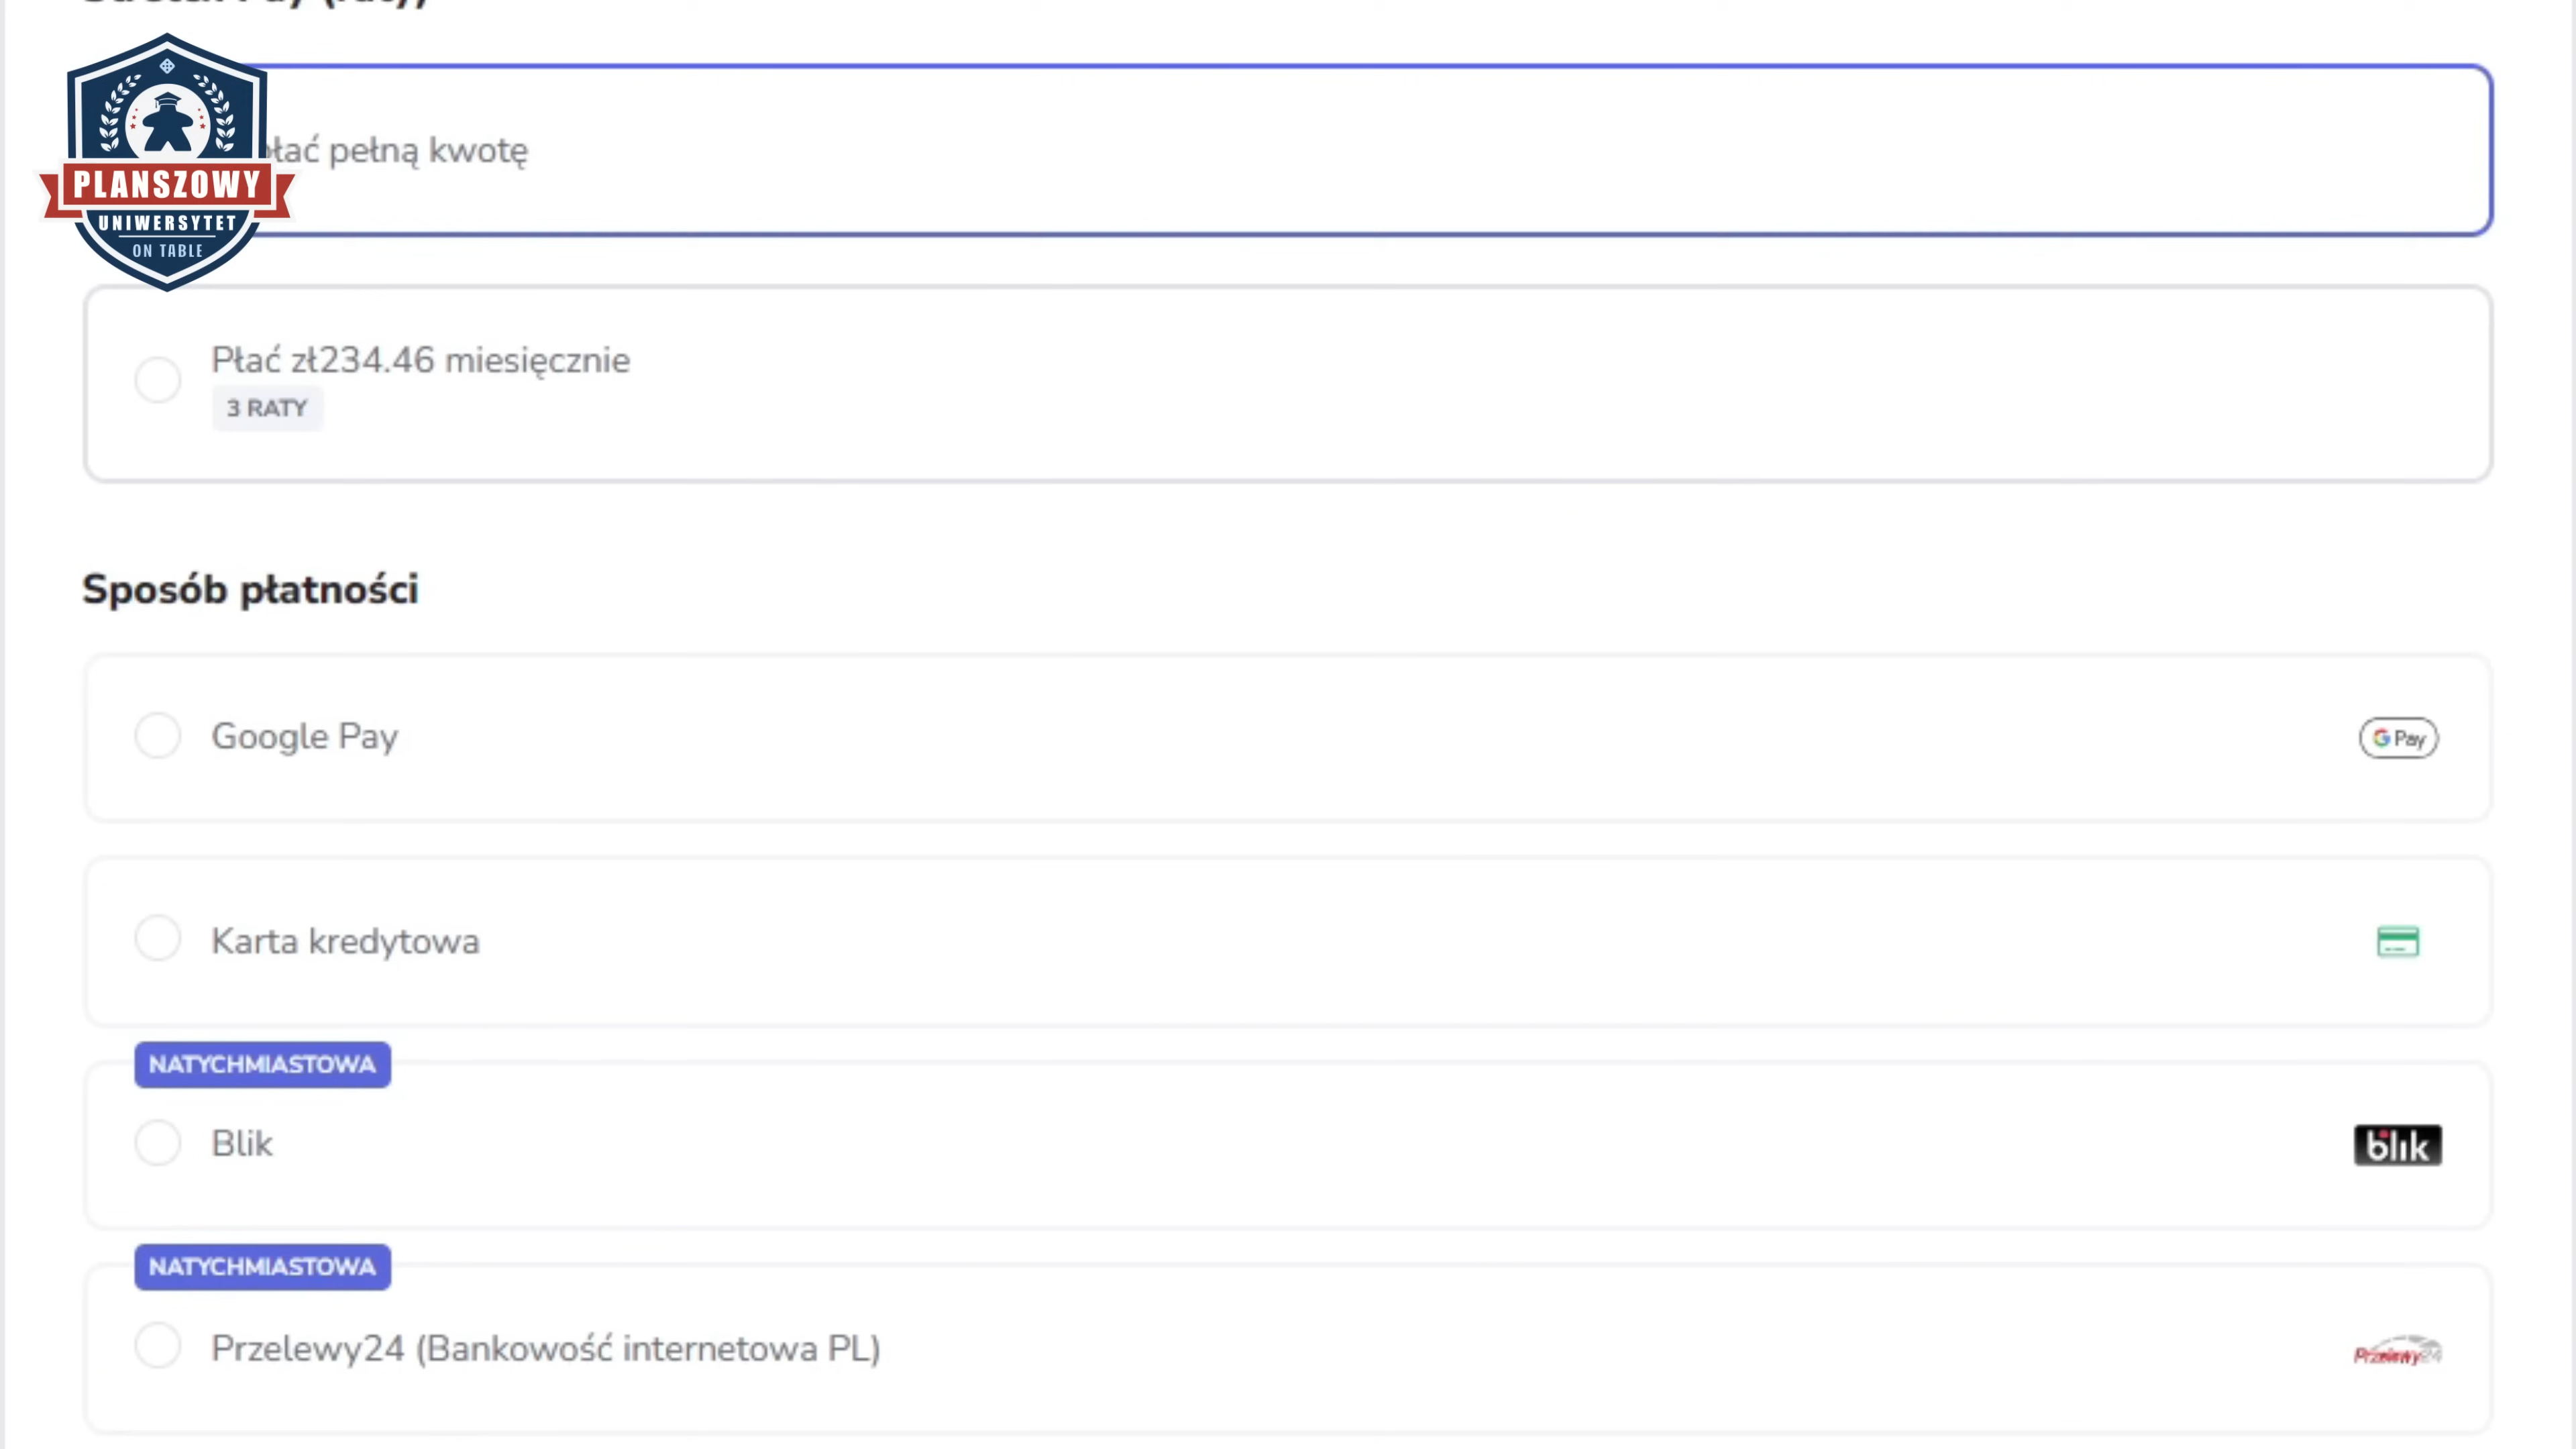 PLANSZOWY
UNIWERSYTET
ON TABLE
pełną kwotę
Płać zł234.46 miesięcznie
3 RATY
Sposób płatności
Google Pay
G Pay
Karta kredytowa
NATYCHMIASTOWA
Blik
blik
NATYCHMIASTOWA
Przelewy24 (Bankowość internetowa PL)
Przelewy24